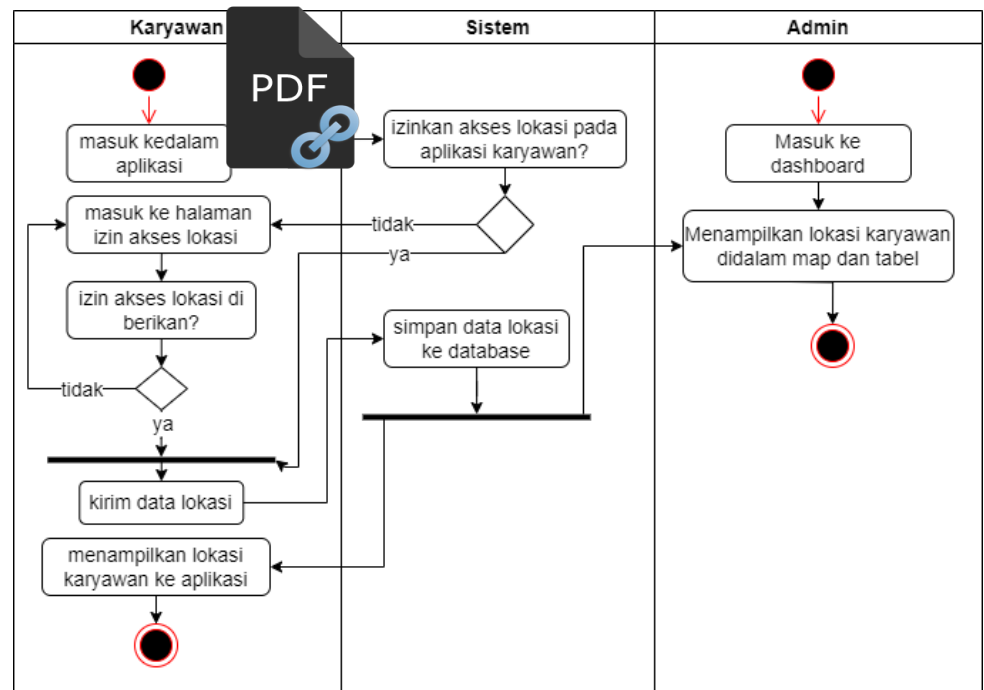 Karyawan
Sistem
Admin
PDF
masuk kedalam
aplikasi
izinkan akses lokasi pada
aplikasi karyawan?
Masuk ke
dashboard
masuk ke halaman
izin akses lokasi
tidak
ya
Menampilkan lokasi karyawan
didalam map dan tabel
izin akses lokasi di
berikan?
simpan data lokasi
ke database
tidak
ya
kirim data lokasi
menampilkan lokasi
karyawan ke aplikasi